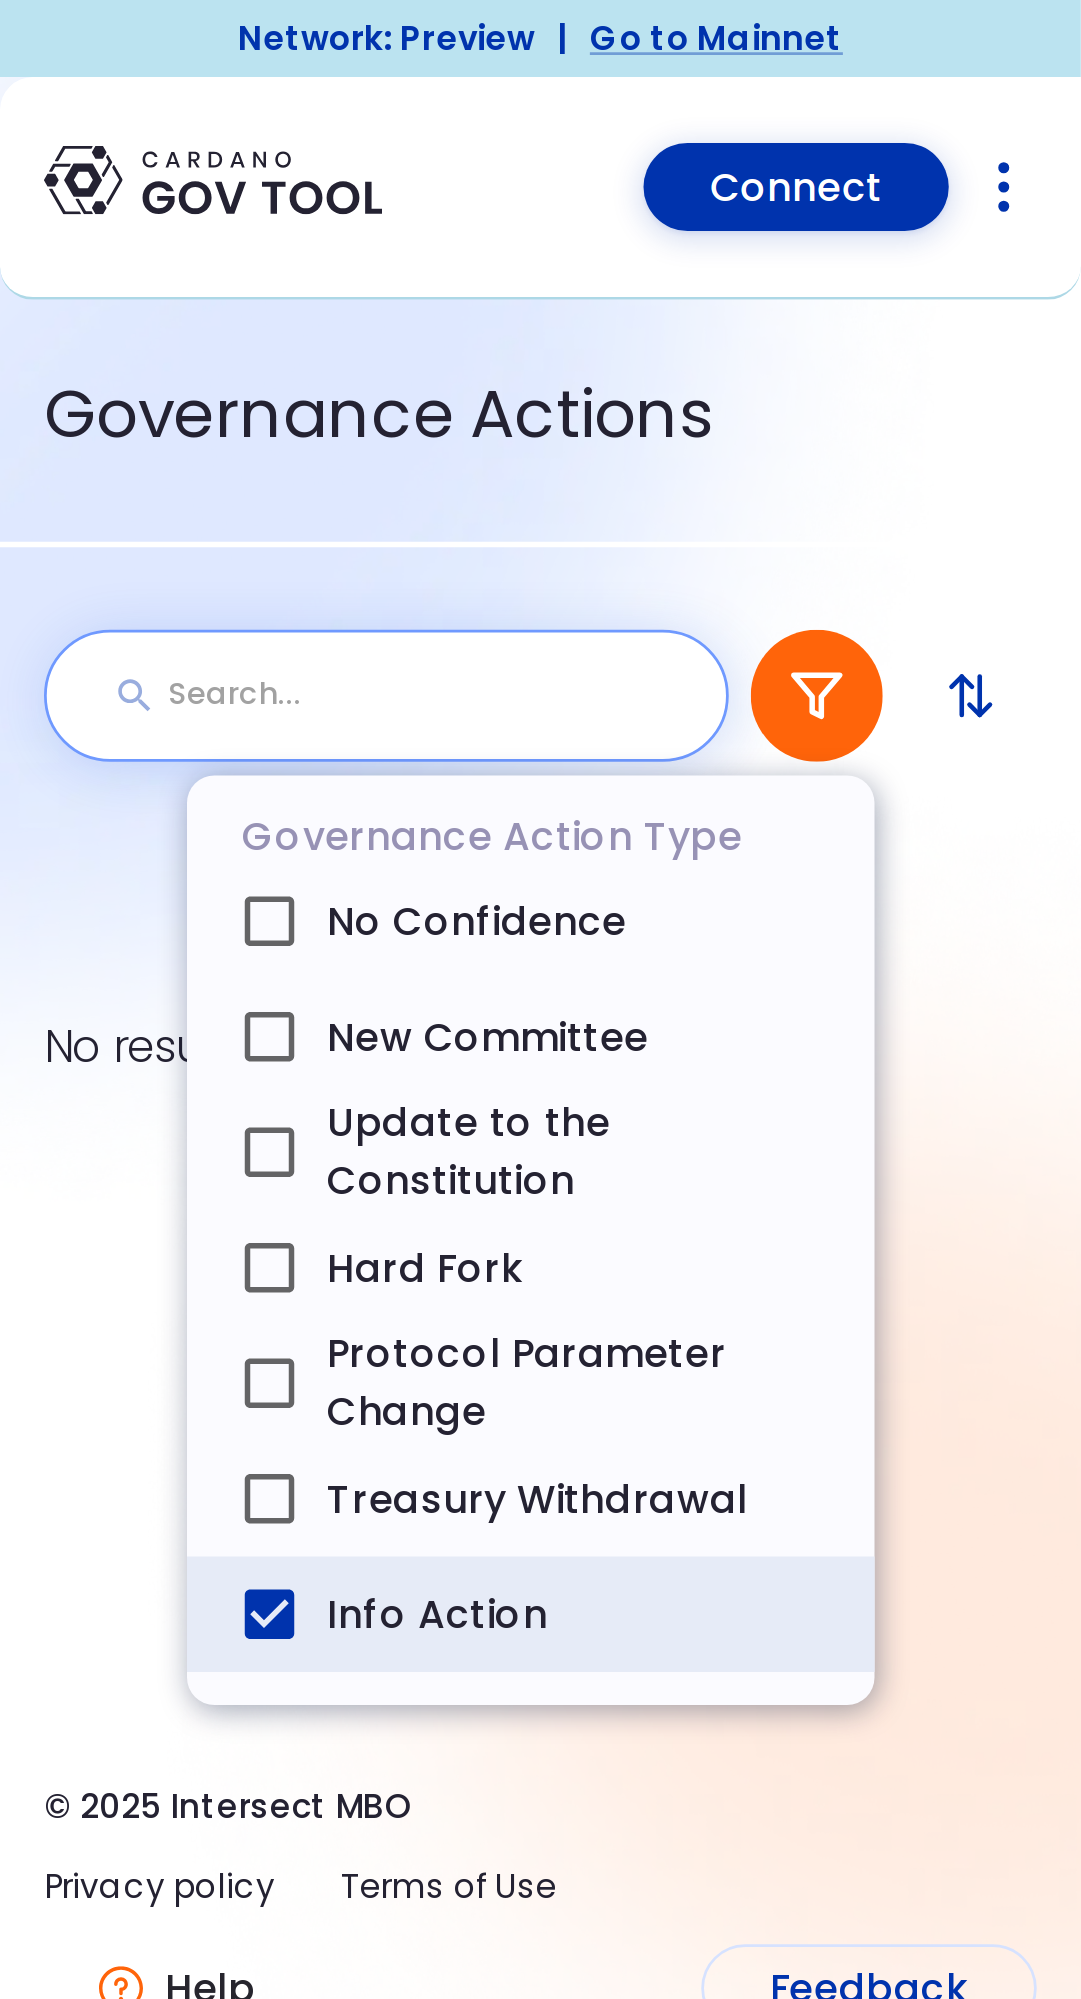 Network: Preview | Go to Mainnet
CARDANO
GOV TOOL
Connect
Governance Actions
Search...
Governance Action Type
No Confidence
New Committee
No
Update to the
Constitution
Hard Fork
Protocol Parameter
Change
Treasury Withdrawal
Info Action
© 2025 Intersect MBO
Privacy policy Terms of Use
Help
Feedback